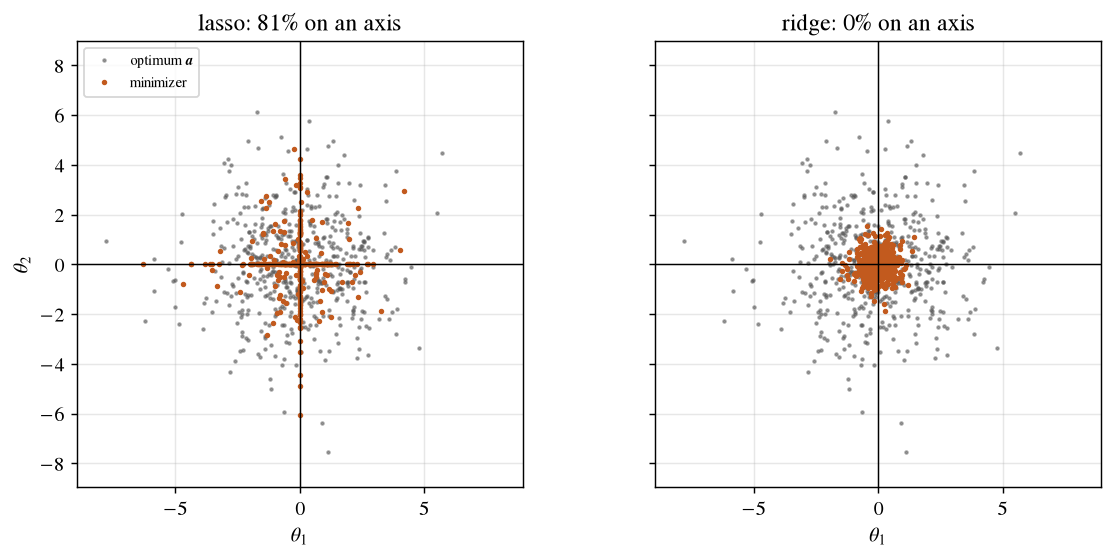 lasso: 81% on an axis
optimum a
minimizer
8
6
4
2
0
−2
−4
−6
−8
θ₂
−5
0
5
θ₁
ridge: 0% on an axis
−5
0
5
θ₁